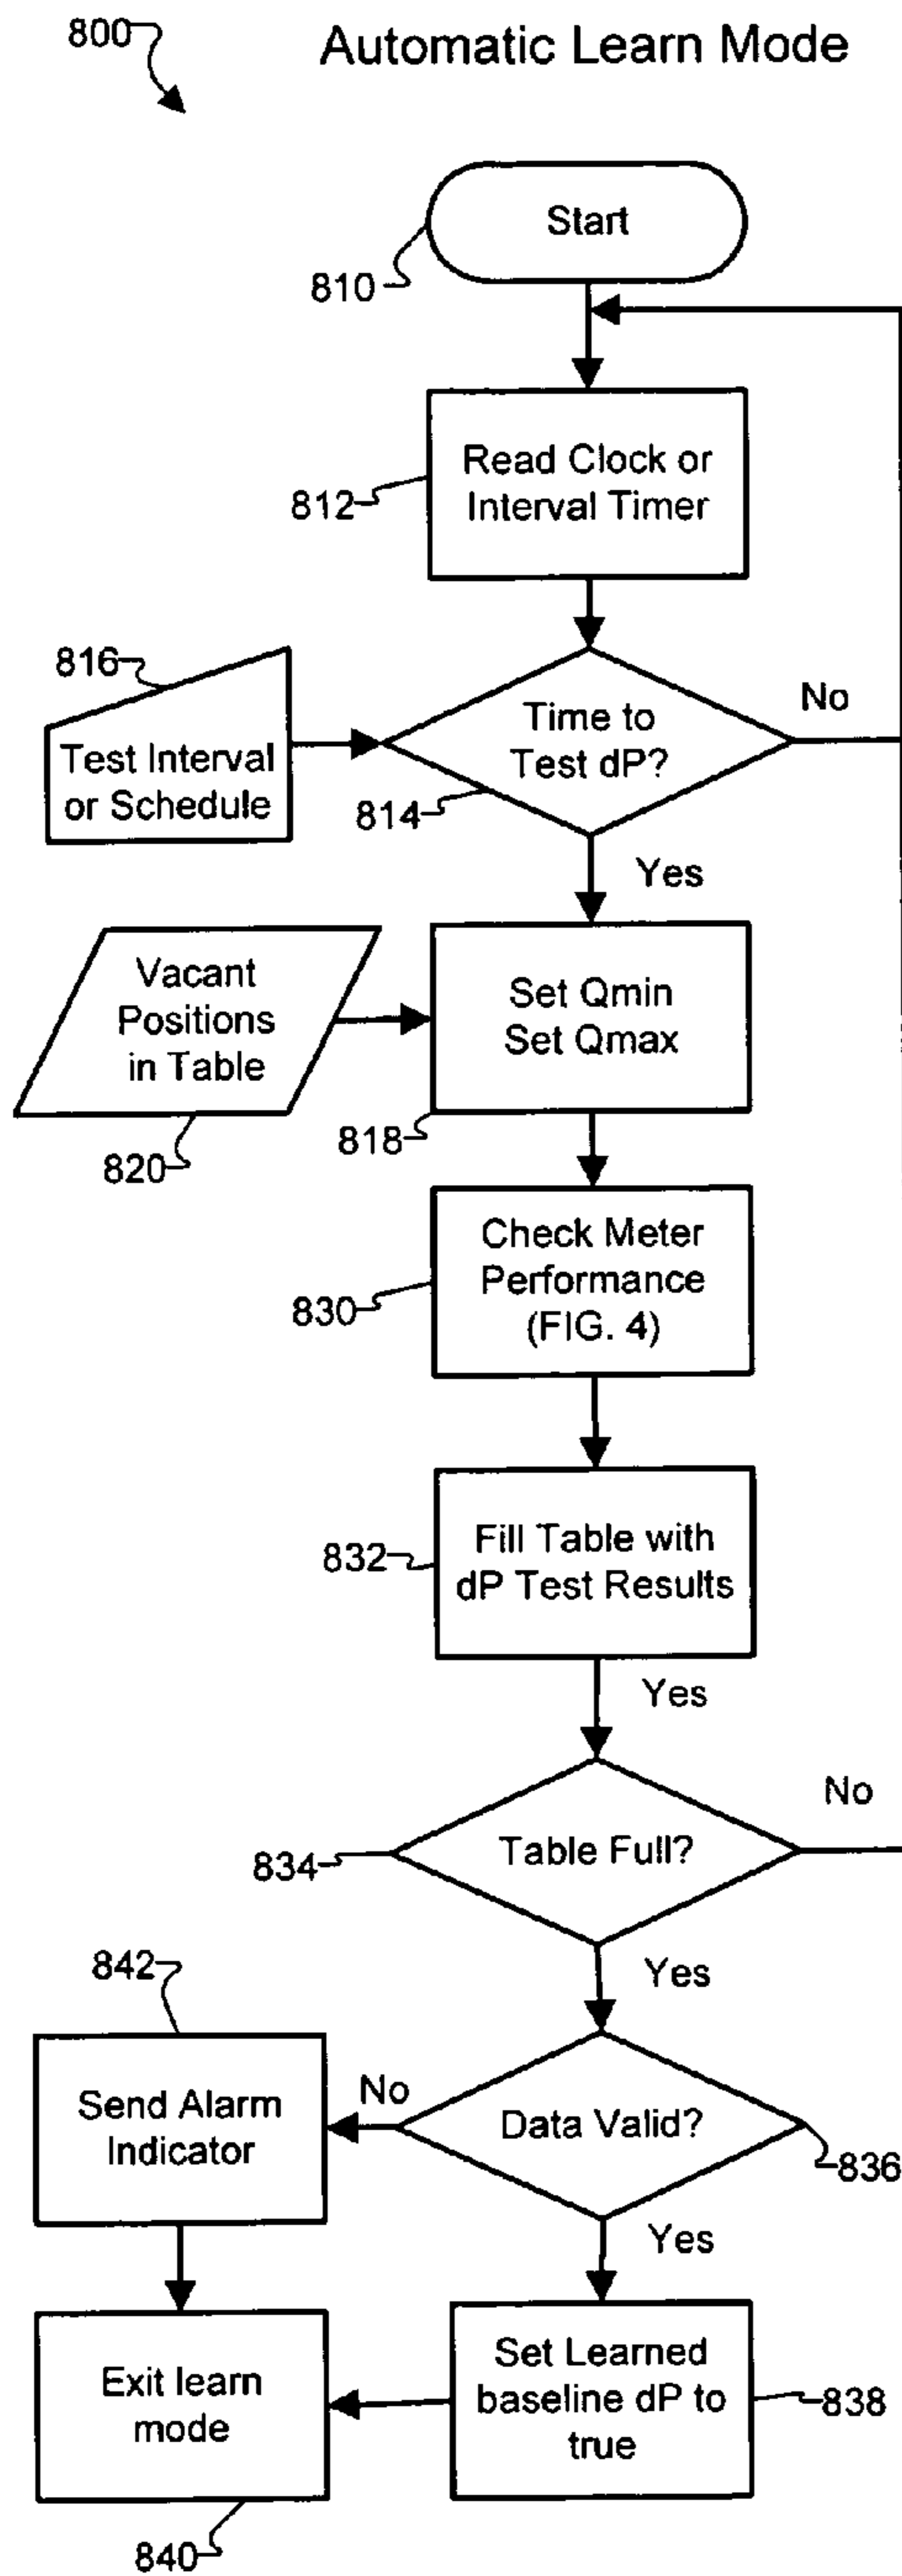 800
Automatic Learn Mode
Start
810
Read Clock or
Interval Timer
812
816
Test Interval
or Schedule
Time to
Test dP?
No
814
Yes
Vacant
Positions
in Table
Set Qmin
Set Qmax
818
820
Check Meter
Performance
(FIG. 4)
830
Fill Table with
dP Test Results
832
Yes
Table Full?
No
834
Yes
842
Send Alarm
Indicator
No
Data Valid?
836
Yes
Exit learn
mode
Set Learned
baseline dP to
true
838
840